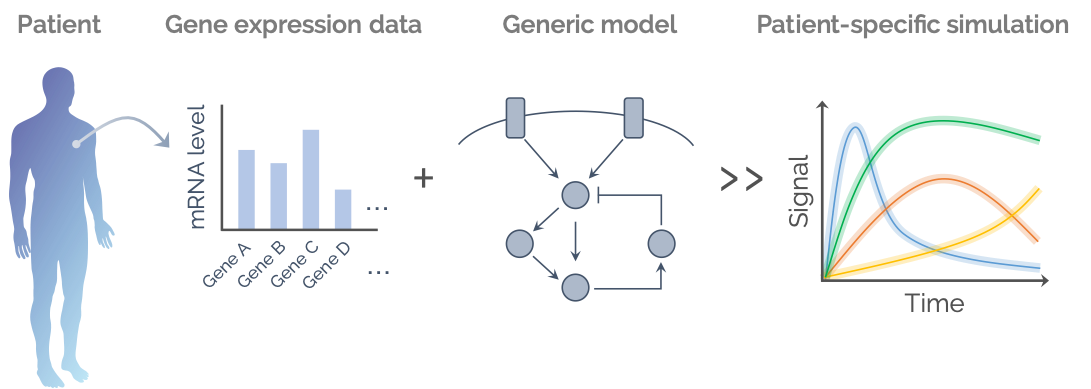 Patient
Gene expression data
Generic model
Patient-specific simulation
mRNA level
...
Gene A
Gene B
Gene C
Gene D
...
+
>>
Signal
Time